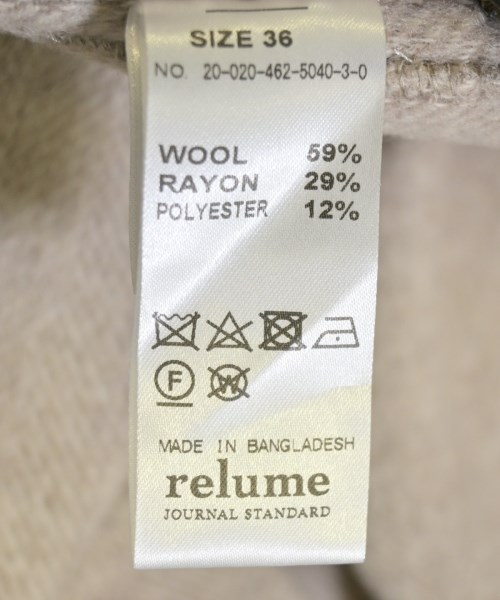 SIZE 36
NO. 20-020-462-5040-3-0
WOOL 59%
RAYON 29%
POLYESTER 12%
F W
MADE IN BANGLADESH
relume
JOURNAL STANDARD